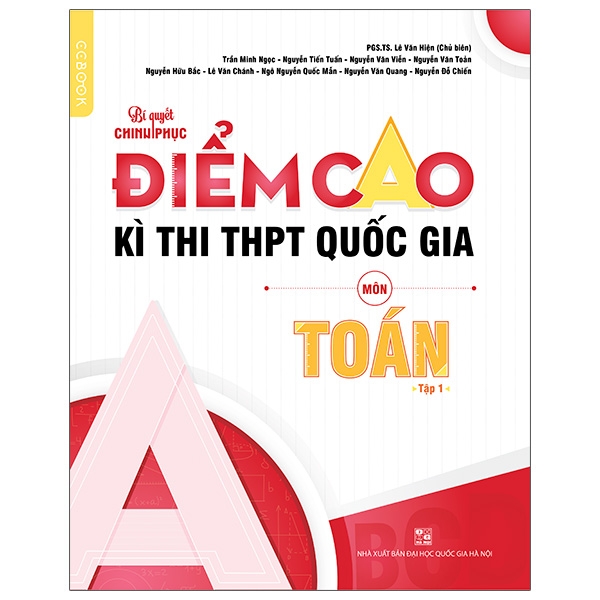 CCBOOK
PGS.TS. Lê Văn Hiện (Chủ biên)
Trần Minh Ngọc - Nguyễn Tiến Tuấn - Nguyễn Văn Viễn - Nguyễn Văn Toán
Nguyễn Hữu Bắc - Lê Văn Chánh - Ngô Nguyễn Quốc Mẫn - Nguyễn Văn Quang - Nguyễn Đỗ Chiến
Bí quyết
CHINH PHỤC
ĐIỂM CAO
KÌ THI THPT QUỐC GIA
MÔN
TOÁN
Tập 1
A
BGD
NHÀ XUẤT BẢN ĐẠI HỌC QUỐC GIA HÀ NỘI